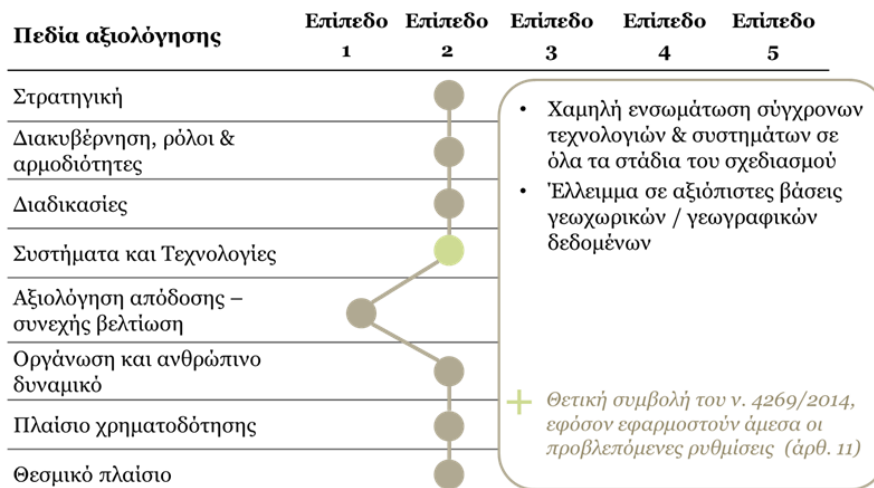 Πεδία αξιολόγησης
Επίπεδο 1
Επίπεδο 2
Επίπεδο 3
Επίπεδο 4
Επίπεδο 5
Στρατηγική
Διακυβέρνηση, ρόλοι &
αρμοδιότητες
Διαδικασίες
Συστήματα και Τεχνολογίες
Αξιολόγηση απόδοσης –
συνεχής βελτίωση
Οργάνωση και ανθρώπινο
δυναμικό
Πλαίσιο χρηματοδότησης
Θεσμικό πλαίσιο
• Χαμηλή ενσωμάτωση σύγχρονων
τεχνολογιών & συστημάτων σε
όλα τα στάδια του σχεδιασμού
• Έλλειμμα σε αξιόπιστες βάσεις
γεωχωρικών / γεωγραφικών
δεδομένων
+ Θετική συμβολή του ν. 4269/2014,
εφόσον εφαρμοστούν άμεσα οι
προβλεπόμενες ρυθμίσεις (άρθ. 11)